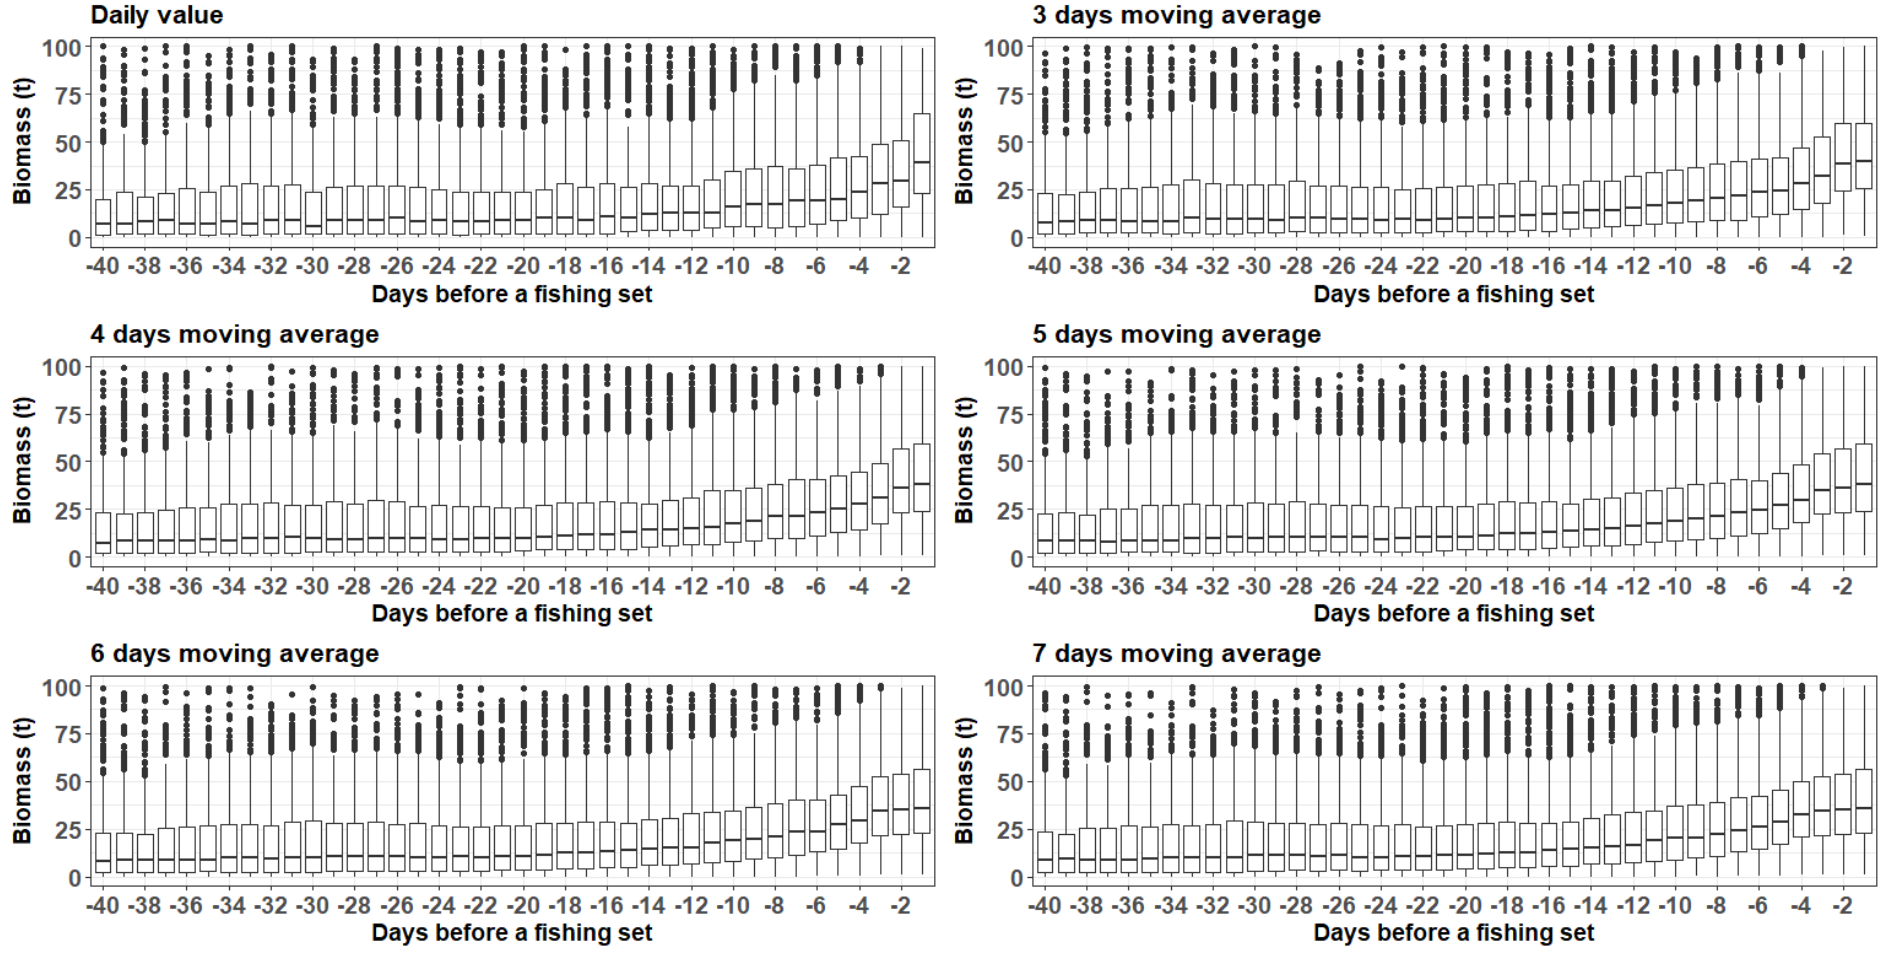 Daily value
Biomass (t)
100
75
50
25
0
-40 -38 -36 -34 -32 -30 -28 -26 -24 -22 -20 -18 -16 -14 -12 -10 -8 -6 -4 -2
Days before a fishing set
3 days moving average
Biomass (t)
100
75
50
25
0
-40 -38 -36 -34 -32 -30 -28 -26 -24 -22 -20 -18 -16 -14 -12 -10 -8 -6 -4 -2
Days before a fishing set
4 days moving average
Biomass (t)
100
75
50
25
0
-40 -38 -36 -34 -32 -30 -28 -26 -24 -22 -20 -18 -16 -14 -12 -10 -8 -6 -4 -2
Days before a fishing set
5 days moving average
Biomass (t)
100
75
50
25
0
-40 -38 -36 -34 -32 -30 -28 -26 -24 -22 -20 -18 -16 -14 -12 -10 -8 -6 -4 -2
Days before a fishing set
6 days moving average
Biomass (t)
100
75
50
25
0
-40 -38 -36 -34 -32 -30 -28 -26 -24 -22 -20 -18 -16 -14 -12 -10 -8 -6 -4 -2
Days before a fishing set
7 days moving average
Biomass (t)
100
75
50
25
0
-40 -38 -36 -34 -32 -30 -28 -26 -24 -22 -20 -18 -16 -14 -12 -10 -8 -6 -4 -2
Days before a fishing set